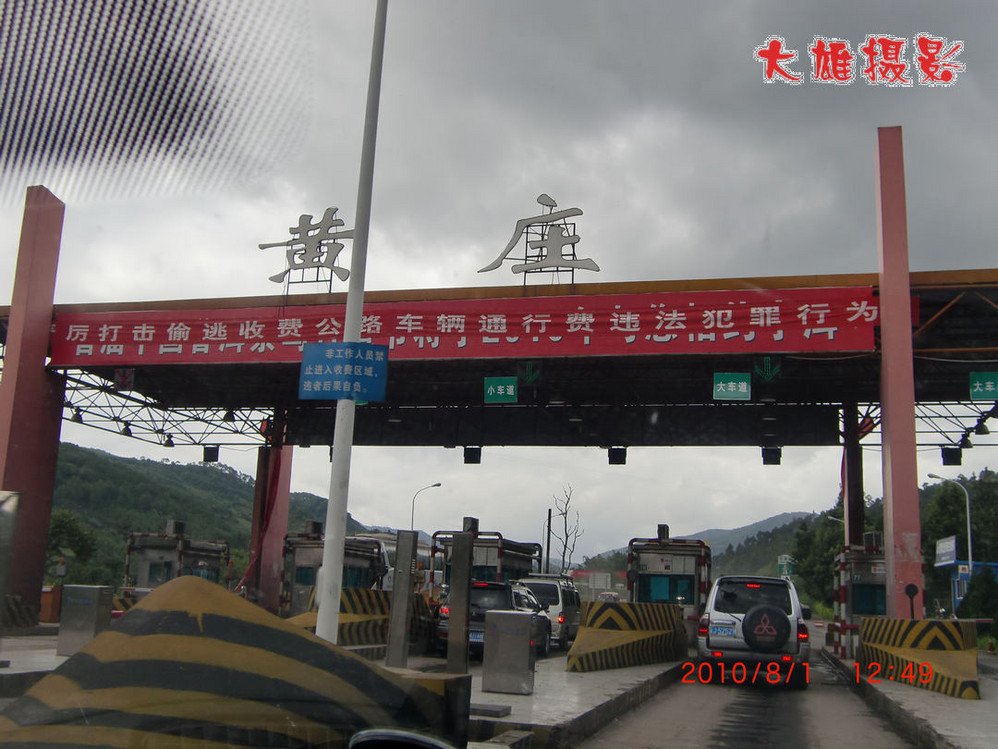 大雄摄影
黄庄
厉打击偷逃收费公路车辆通行费违法犯罪行为
非工作人员禁
止进入收费区域,
违者后果自负。
小车道
大车道
大车
2010/8/1 12:49